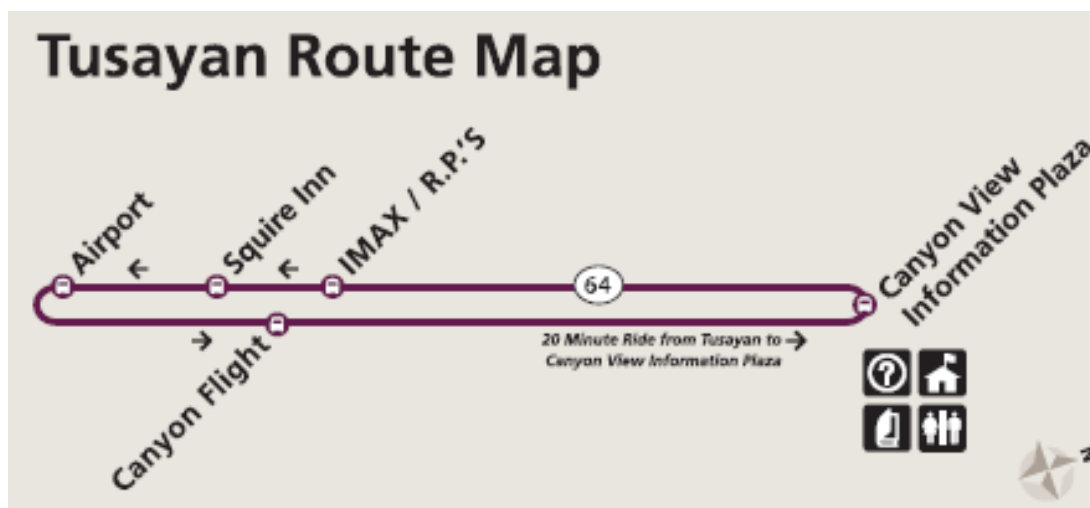 Tusayan Route Map
Airport
Squire Inn
IMAX / R.P.'S
64
Canyon View
Information Plaza
Canyon Flight
20 Minute Ride from Tusayan to
Canyon View Information Plaza
?
N